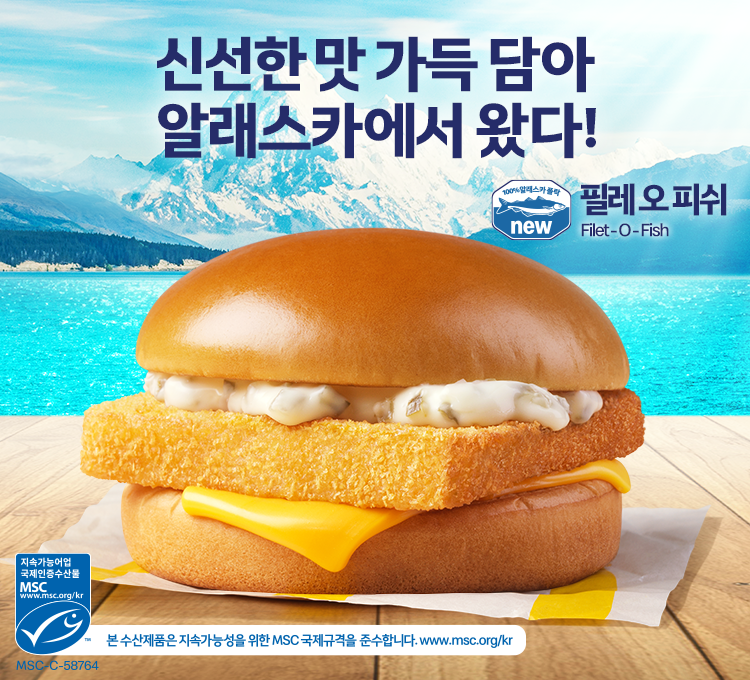 신선한 맛 가득 담아
알래스카에서 왔다!
100% 알래스카 폴락
new
필레 오 피쉬
Filet-O-Fish
지속가능어업
국제인증수산물
MSC
www.msc.org/kr
TM
본 수산제품은 지속가능성을 위한 MSC 국제규격을 준수합니다. www.msc.org/kr
MSC-C-58764